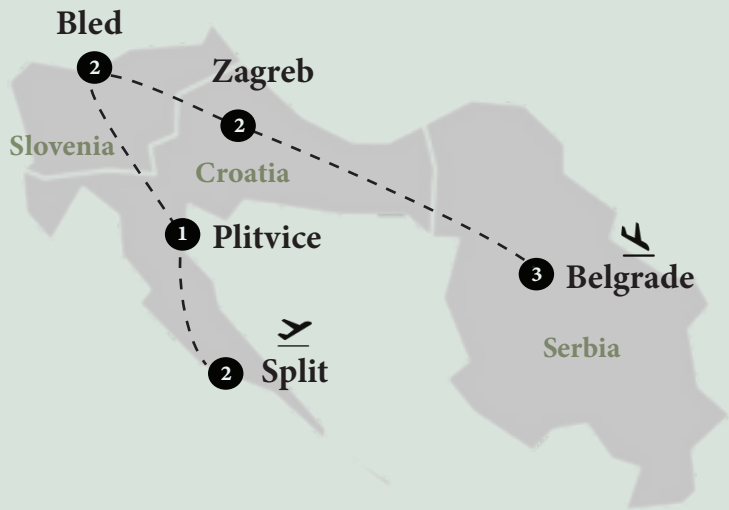 Bled
2
Zagreb
2
Slovenia
Croatia
1 Plitvice
3 Belgrade
Serbia
2 Split